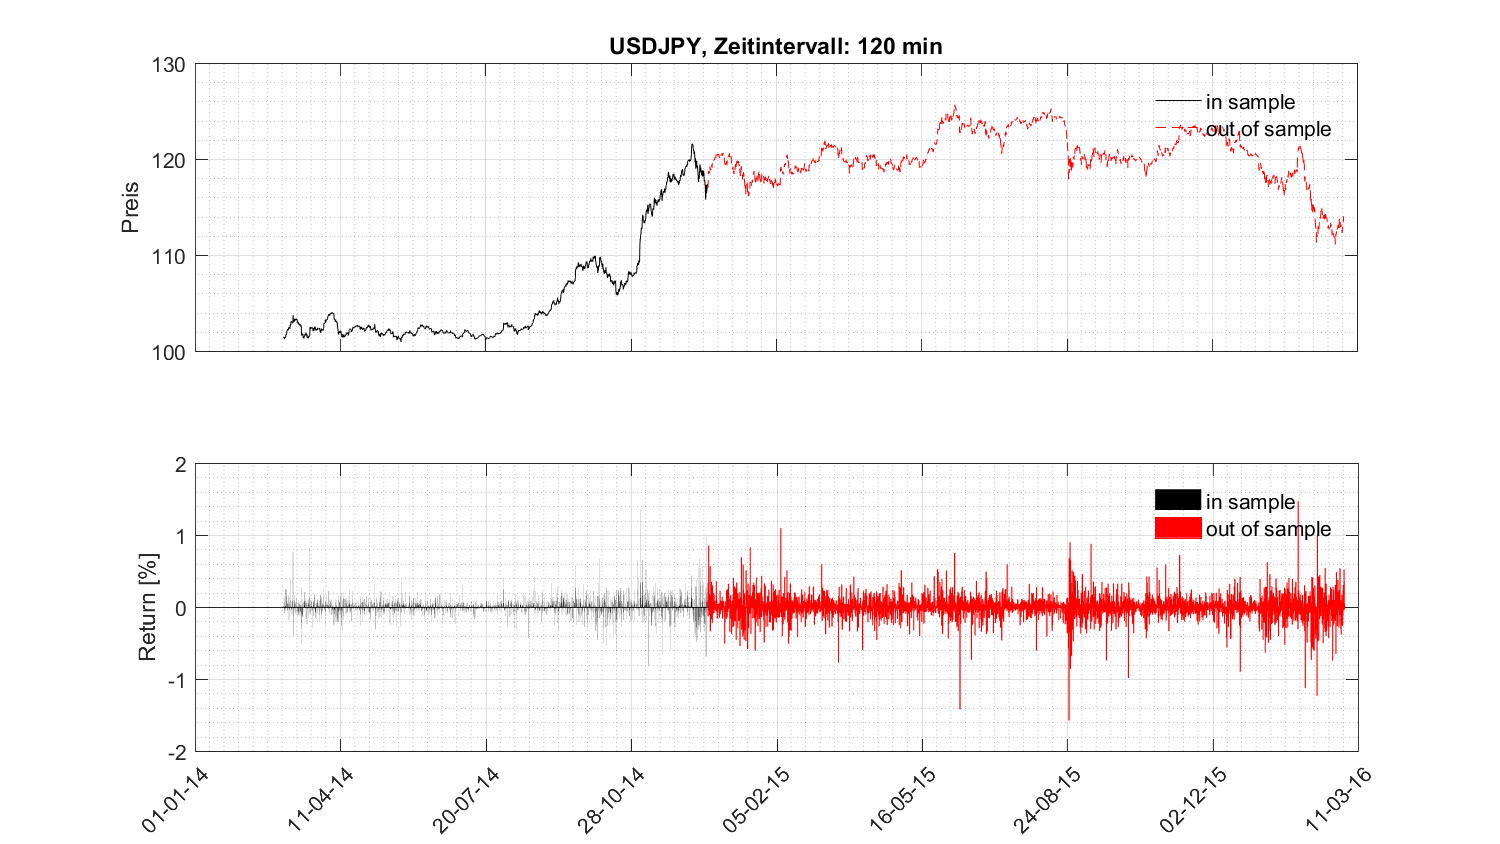 USDJPY, Zeitintervall: 120 min
130
120
110
100
Preis
in sample
out of sample
2
1
0
-1
-2
Return [%]
in sample
out of sample
01-01-14
11-04-14
20-07-14
28-10-14
05-02-15
16-05-15
24-08-15
02-12-15
11-03-16